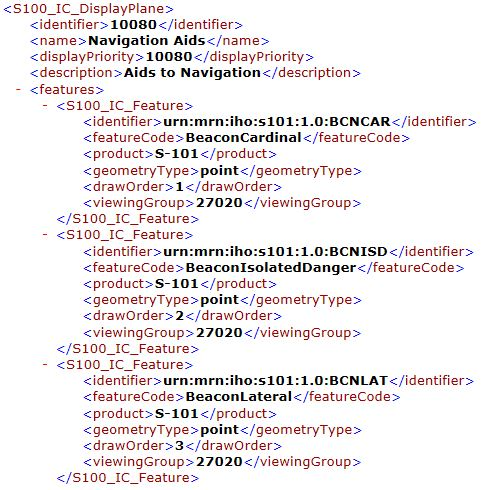 <S100_IC_DisplayPlane>
<identifier>10080</identifier>
<name>Navigation Aids</name>
<displayPriority>10080</displayPriority>
<description>Aids to Navigation</description>
- <features>
- <S100_IC_Feature>
<identifier>urn:mrn:iho:s101:1.0:BCNCAR</identifier>
<featureCode>BeaconCardinal</featureCode>
<product>S-101</product>
<geometryType>point</geometryType>
<drawOrder>1</drawOrder>
<viewingGroup>27020</viewingGroup>
</S100_IC_Feature>
- <S100_IC_Feature>
<identifier>urn:mrn:iho:s101:1.0:BCNISD</identifier>
<featureCode>BeaconIsolatedDanger</featureCode>
<product>S-101</product>
<geometryType>point</geometryType>
<drawOrder>2</drawOrder>
<viewingGroup>27020</viewingGroup>
</S100_IC_Feature>
- <S100_IC_Feature>
<identifier>urn:mrn:iho:s101:1.0:BCNLAT</identifier>
<featureCode>BeaconLateral</featureCode>
<product>S-101</product>
<geometryType>point</geometryType>
<drawOrder>3</drawOrder>
<viewingGroup>27020</viewingGroup>
</S100_IC_Feature>